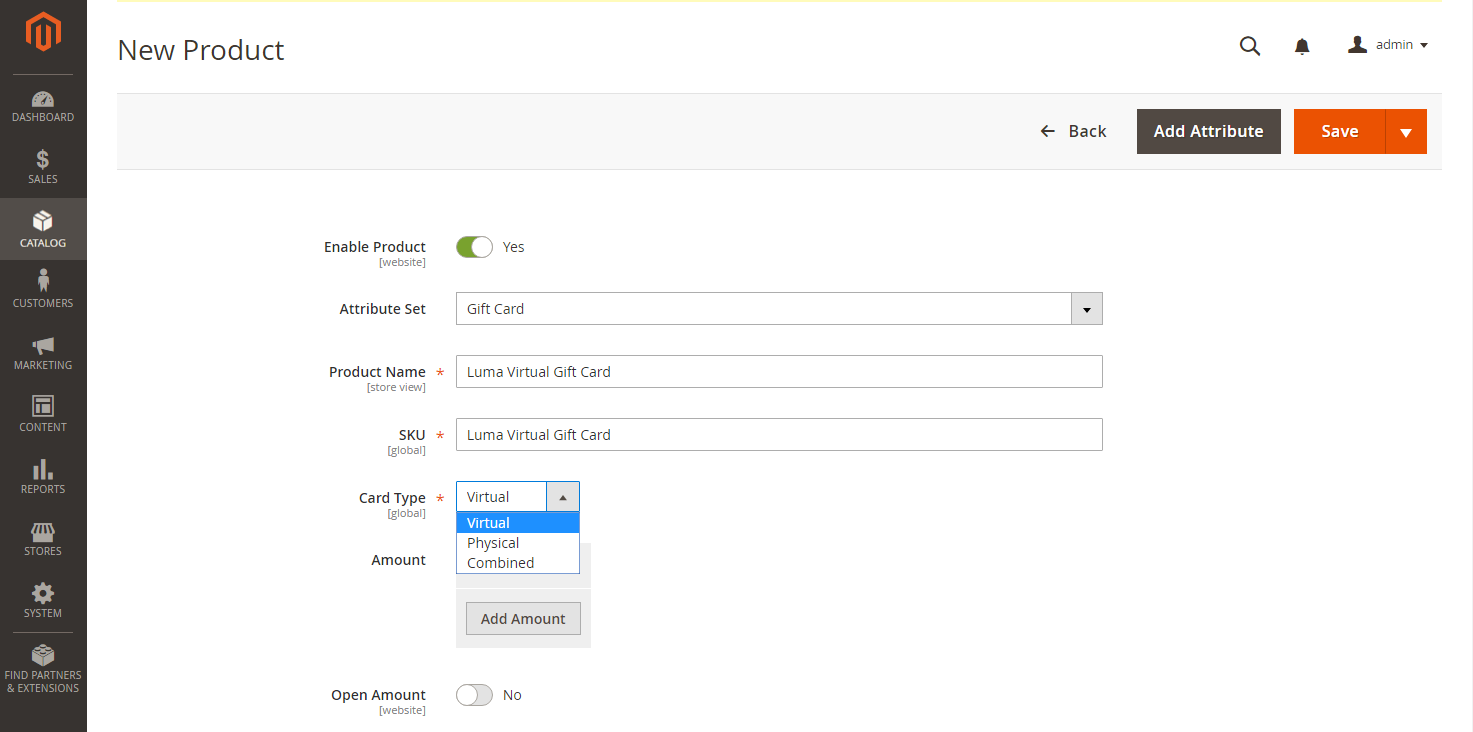 New Product
admin
DASHBOARD
SALES
CATALOG
CUSTOMERS
MARKETING
CONTENT
REPORTS
STORES
SYSTEM
FIND PARTNERS
& EXTENSIONS
Back
Add Attribute
Save
Enable Product
[website]
Yes
Attribute Set
Gift Card
Product Name *
[store view]
Luma Virtual Gift Card
SKU *
[global]
Luma Virtual Gift Card
Card Type *
[global]
Virtual
Virtual
Physical
Combined
Amount
Add Amount
Open Amount
[website]
No